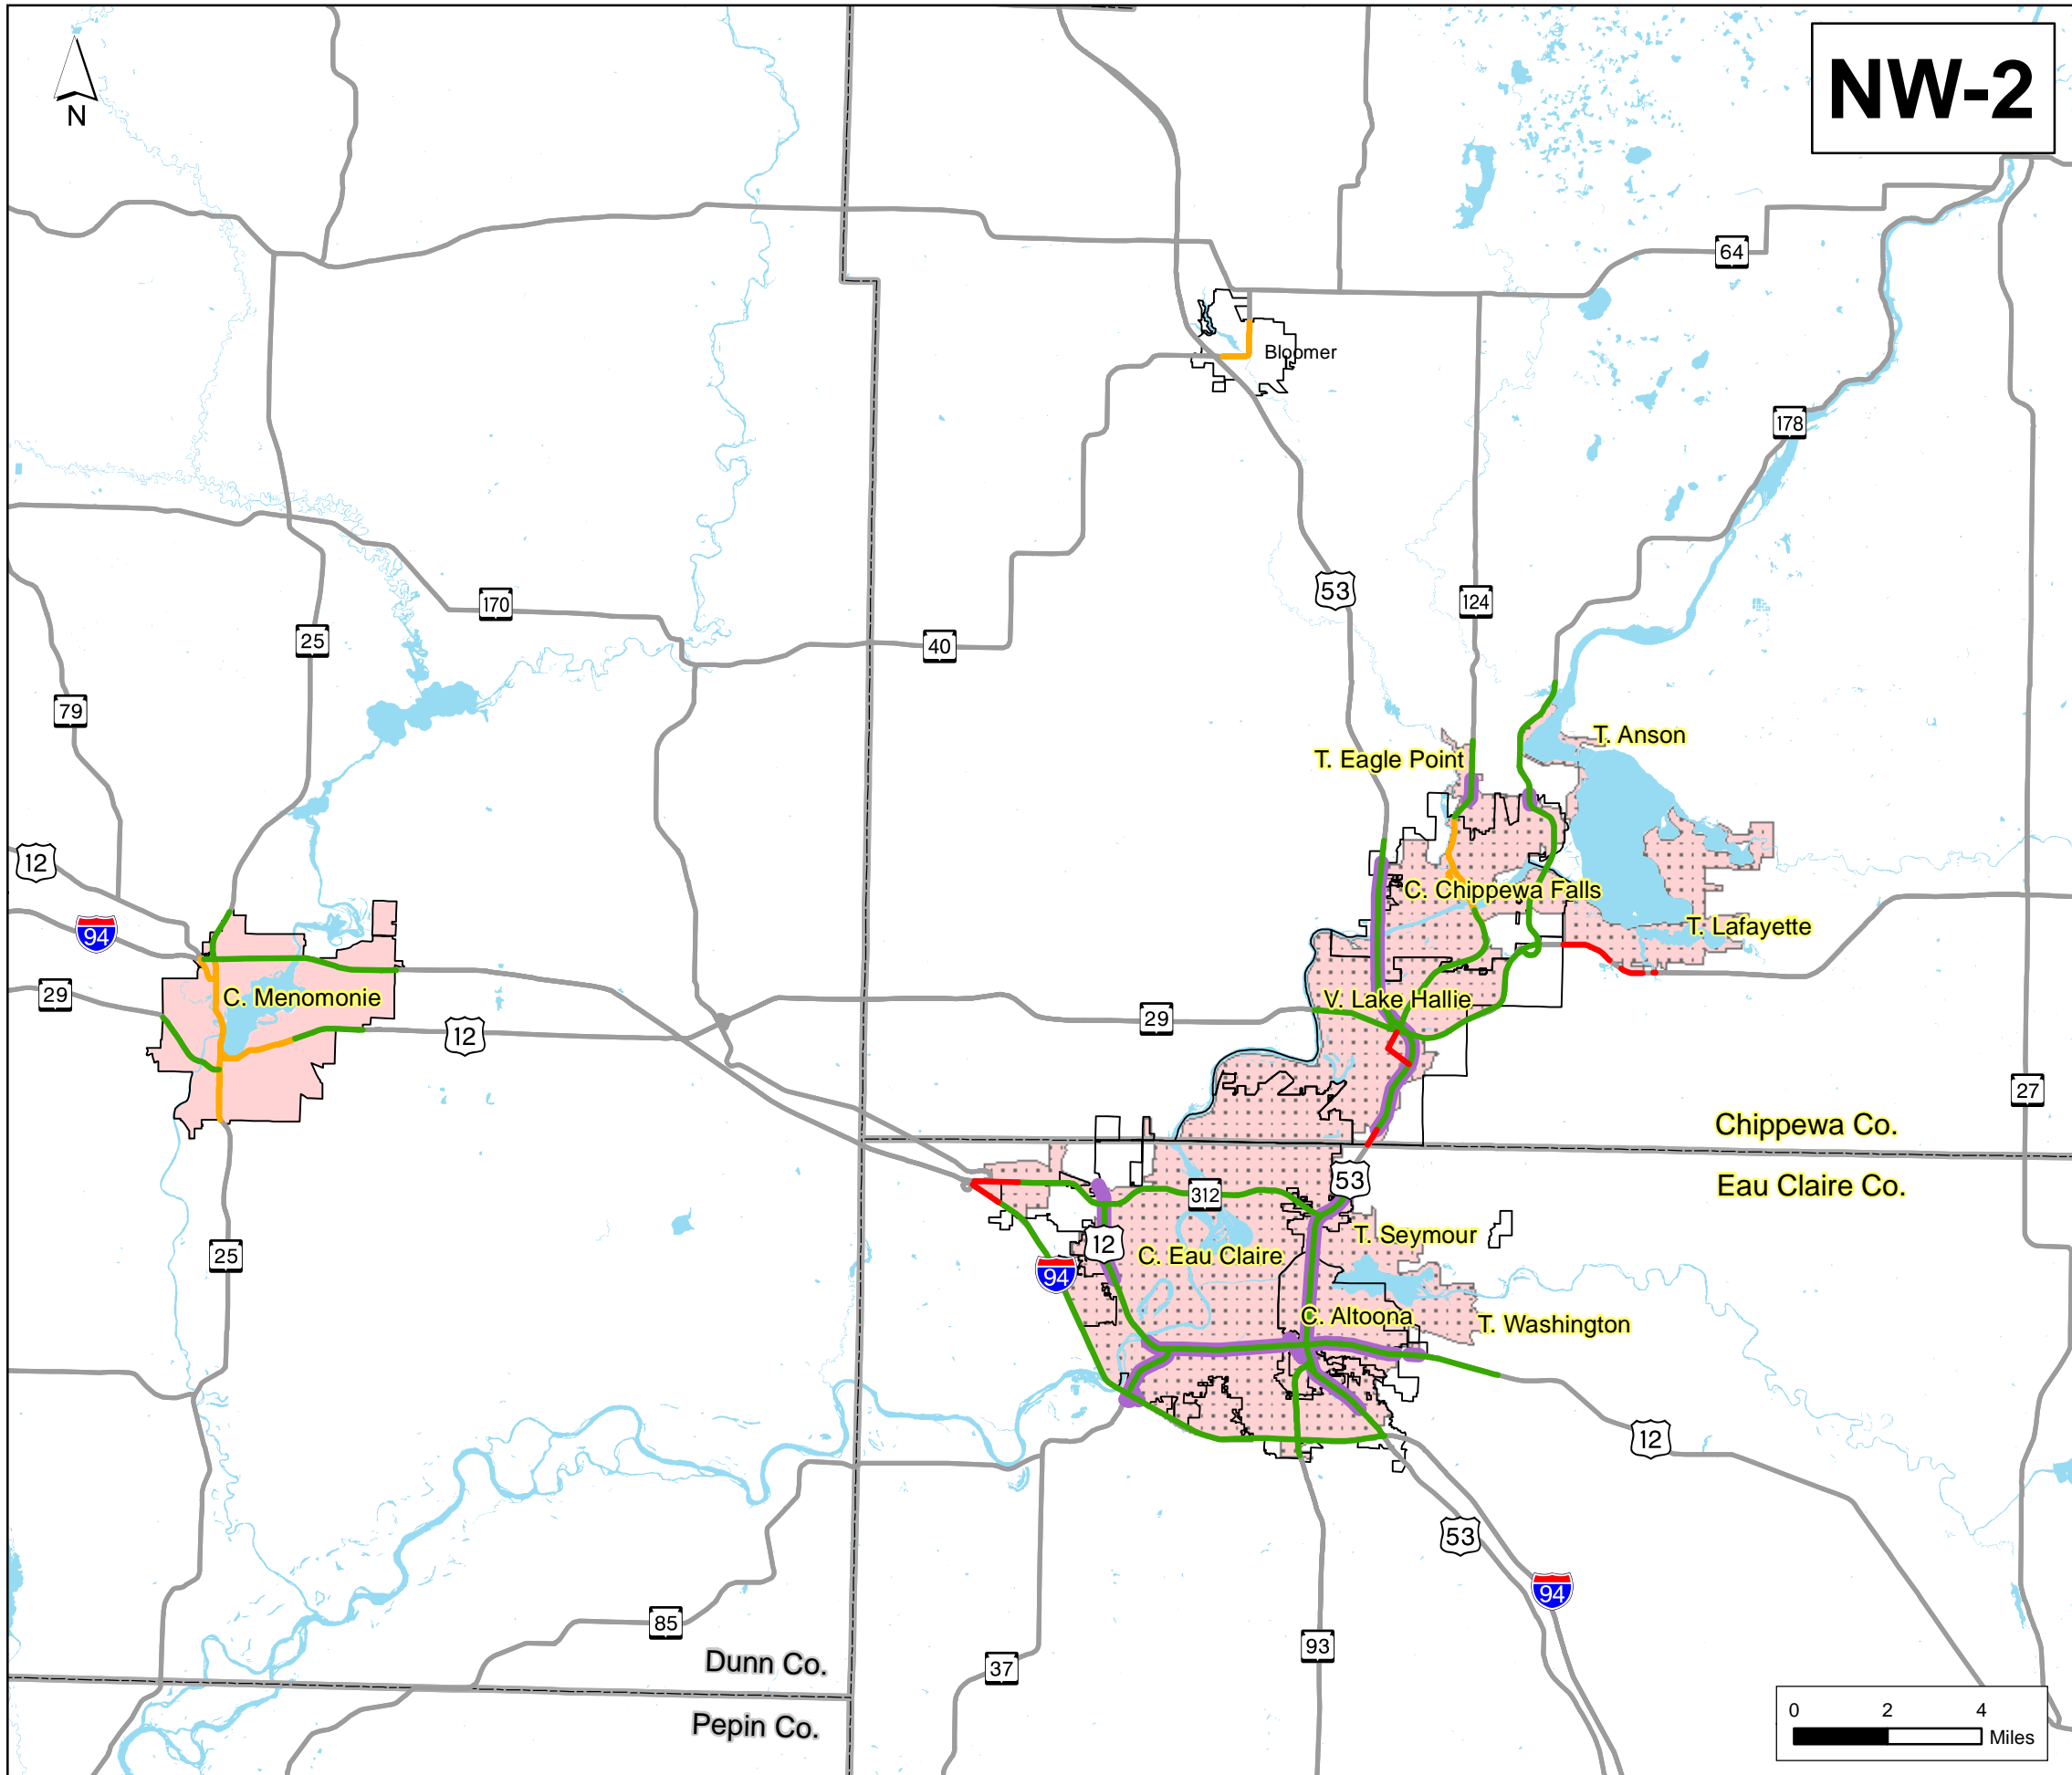 NW-2
N
64
178
53
124
170
25
40
79
T. Anson
T. Eagle Point
12
C. Chippewa Falls
94
T. Lafayette
29
C. Menomonie
V. Lake Hallie
29
12
27
Chippewa Co.
Eau Claire Co.
53
312
T. Seymour
12
C. Eau Claire
25
94
C. Altoona
T. Washington
12
53
94
85
93
37
Dunn Co.
Pepin Co.
Bloomer
0 2 4
Miles